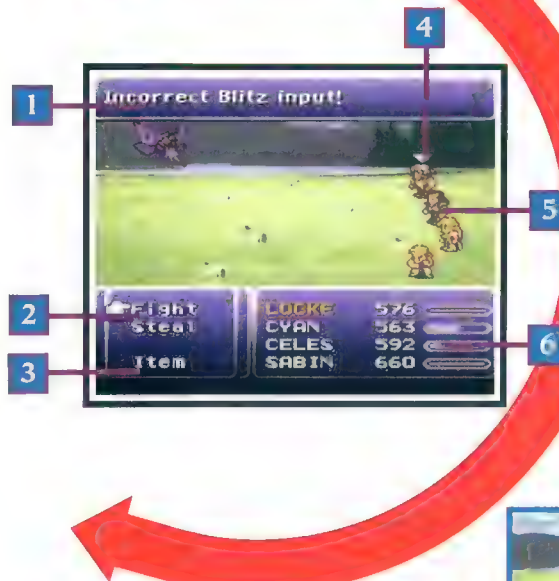 4
1
Incorrect Blitz input!
5
2
Fight
Steal
3
Item
LOCKE 576
CYAN 563
CELES 592
SABIN 660
6